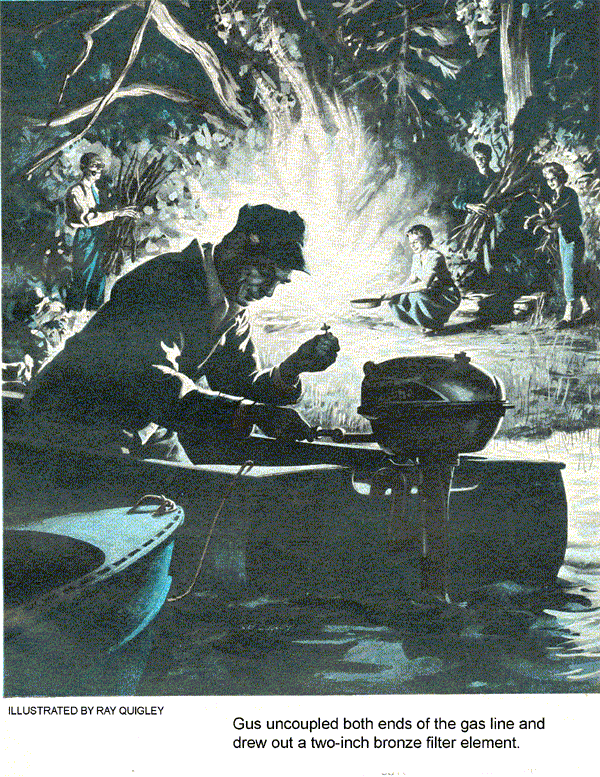 ILLUSTRATED BY RAY QUIGLEY
Gus uncoupled both ends of the gas line and
drew out a two-inch bronze filter element.